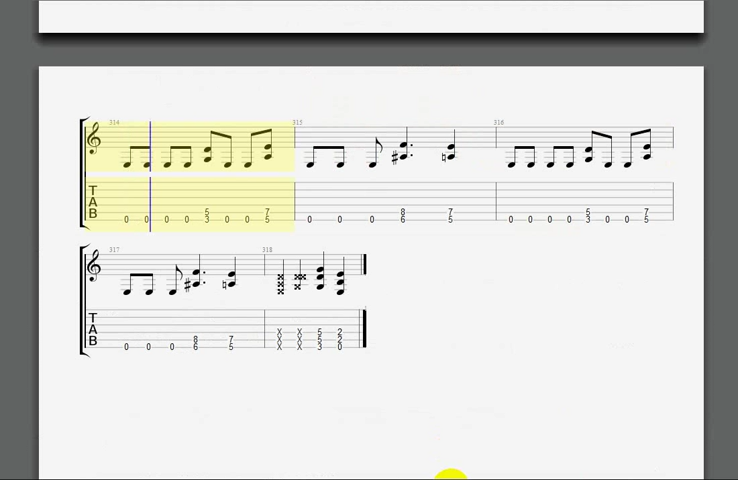 314 315 316
T
A 5 7 8 7 5 7
B 0 0 0 0 3 0 0 5 0 0 0 6 5 0 0 0 0 3 0 0 5
317 318
T X X 5 2
A 8 7 X X 5 2
B 0 0 0 6 5 X X 3 0